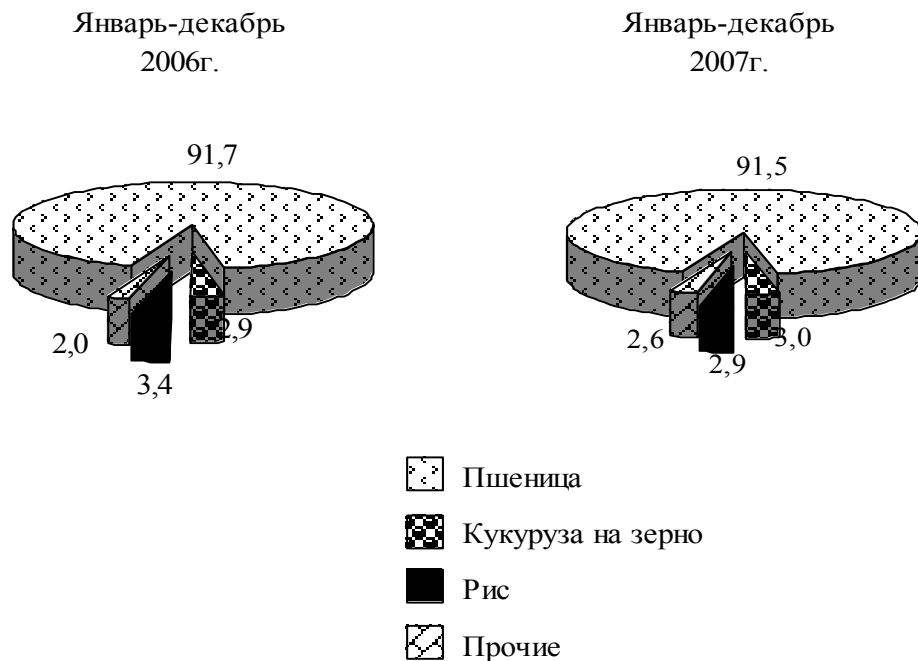 Январь-декабрь
2006г.
Январь-декабрь
2007г.
91,7
2,0
3,4
2,9
91,5
2,6
2,9
3,0
Пшеница
Кукуруза на зерно
Рис
Прочие